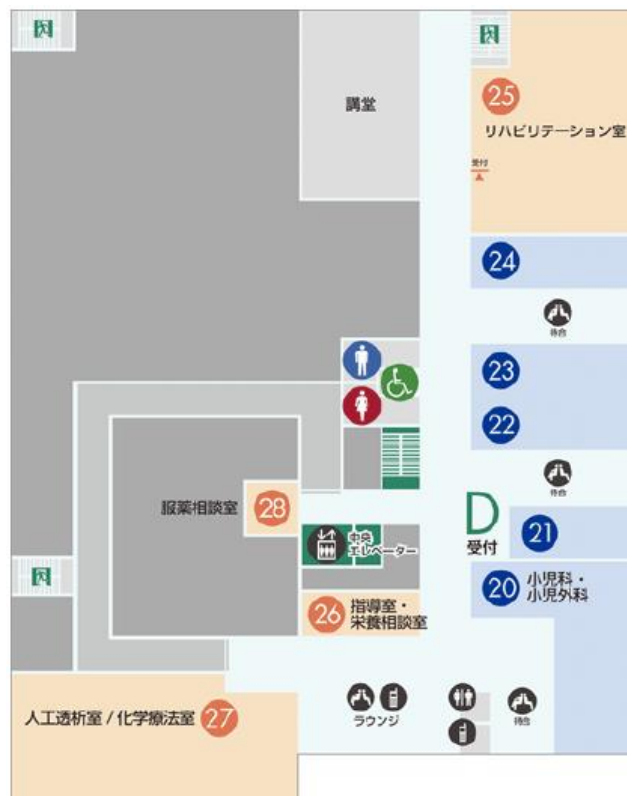 講堂
25
リハビリテーション室
受付
24
待合
23
22
待合
28
服薬相談室
D
受付
21
中央
エレベーター
20
小児科・
小児外科
26
指導室・
栄養相談室
人工透析室 / 化学療法室
27
ラウンジ
待合